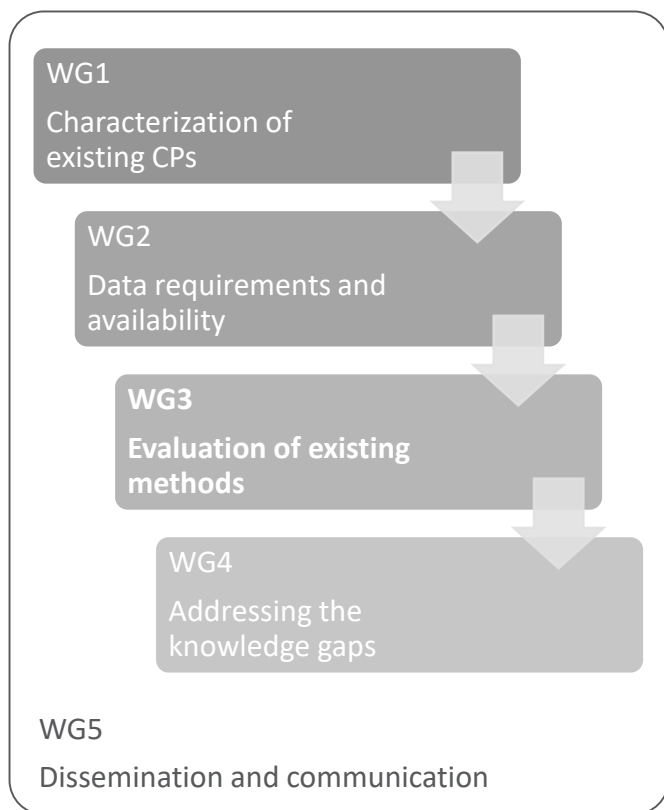 WG1
Characterization of
existing CPs
WG2
Data requirements and
availability
WG3
Evaluation of existing
methods
WG4
Addressing the
knowledge gaps
WG5
Dissemination and communication